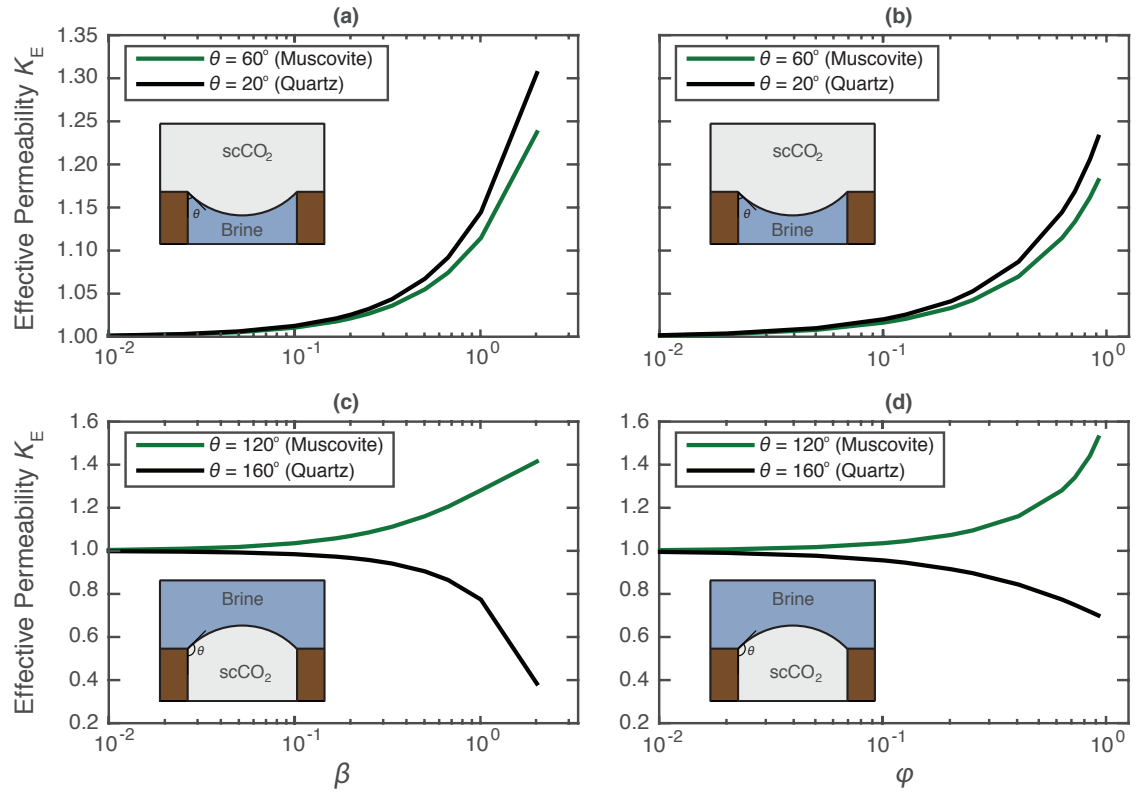 (a)
Effective Permeability K_E
1.35
1.30
1.25
1.20
1.15
1.10
1.05
1.00
θ = 60° (Muscovite)
θ = 20° (Quartz)
scCO₂
θ
Brine
10⁻² 10⁻¹ 10⁰
(b)
θ = 60° (Muscovite)
θ = 20° (Quartz)
scCO₂
θ
Brine
10⁻² 10⁻¹ 10⁰
(c)
Effective Permeability K_E
1.6
1.4
1.2
1.0
0.8
0.6
0.4
0.2
θ = 120° (Muscovite)
θ = 160° (Quartz)
Brine
θ
scCO₂
10⁻² 10⁻¹ 10⁰
β
(d)
1.6
1.4
1.2
1.0
0.8
0.6
0.4
0.2
θ = 120° (Muscovite)
θ = 160° (Quartz)
Brine
θ
scCO₂
10⁻² 10⁻¹ 10⁰
φ